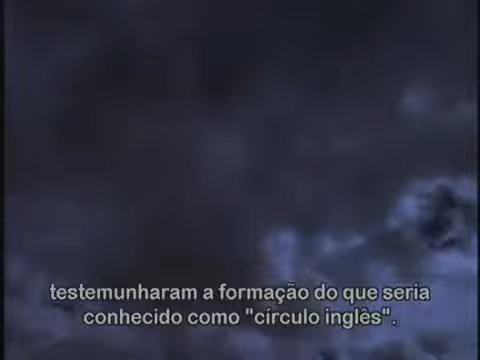 testemunharam a formação do que seria
conhecido como "círculo inglês".